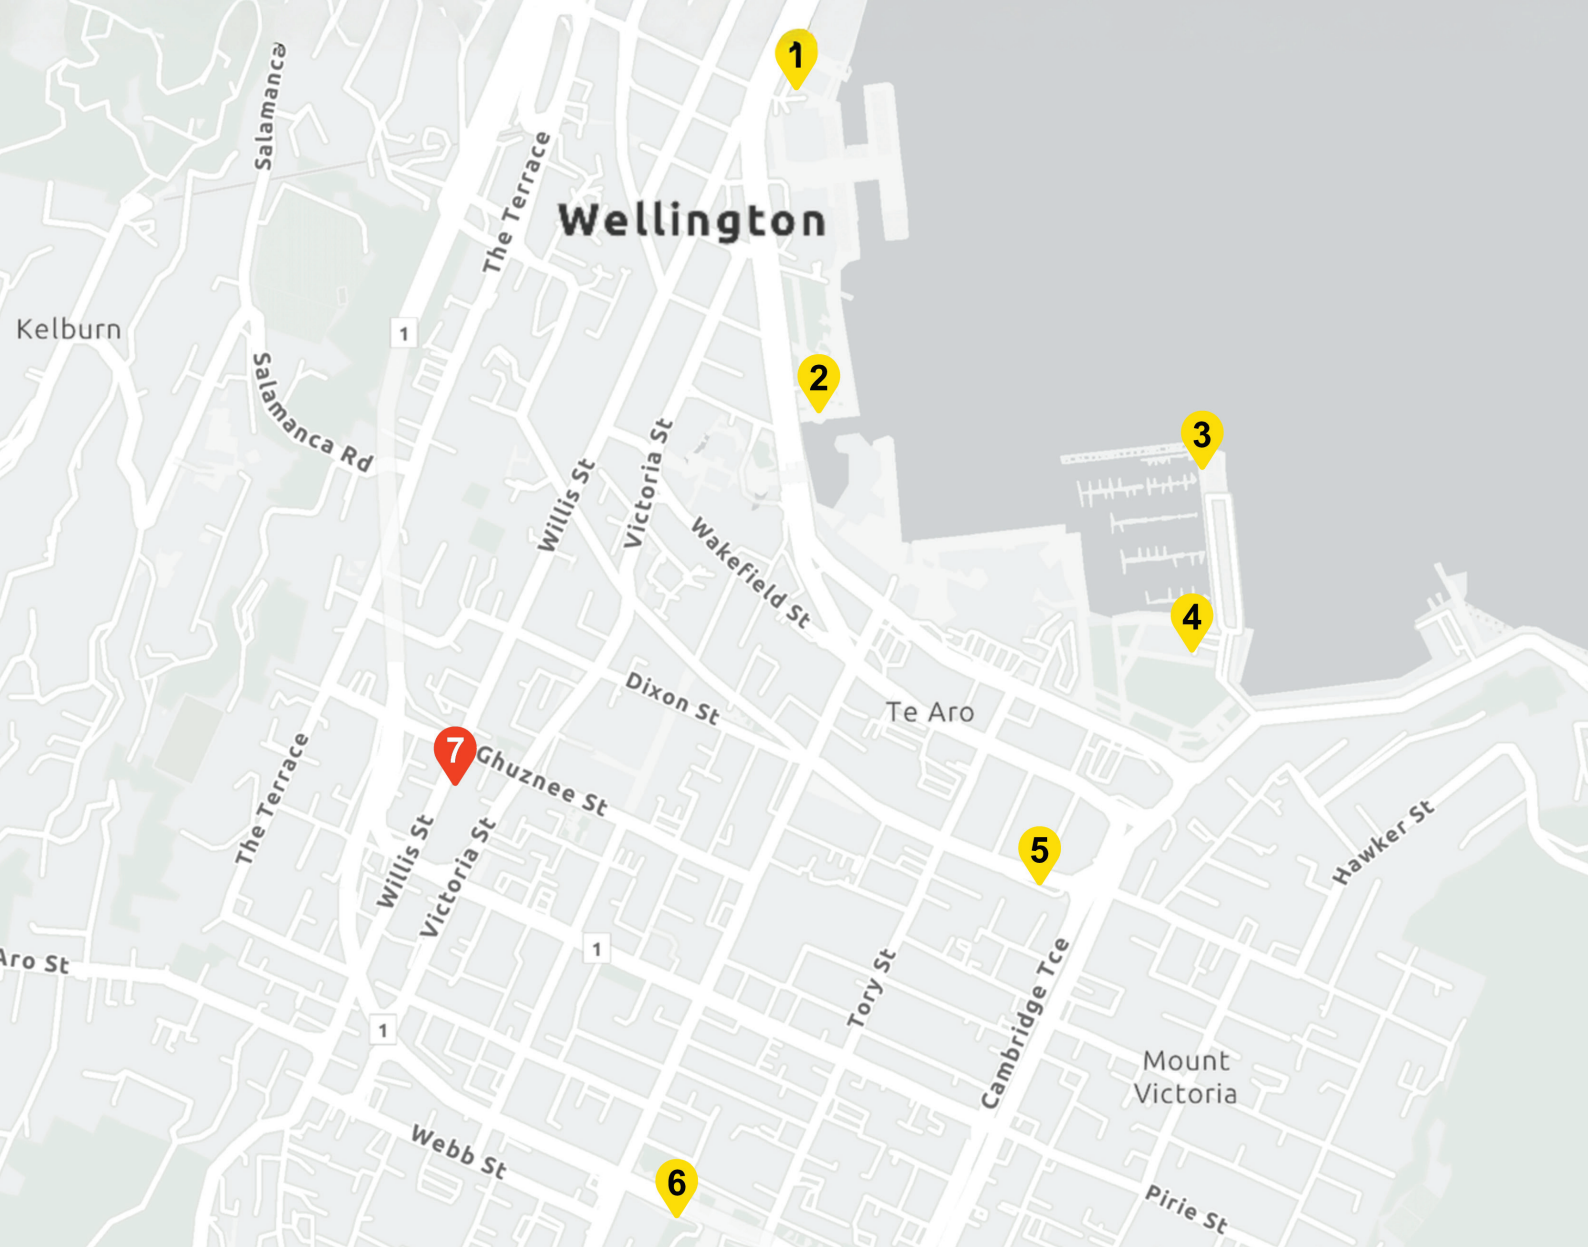 1
Salamanca
The Terrace
Wellington
Kelburn
1
2
Salamanca Rd
Willis St
Victoria St
3
Wakefield St
4
Dixon St
Te Aro
7
Ghuznee St
The Terrace
Willis St
Victoria St
5
Hawker St
1
Aro St
Tory St
Cambridge Tce
1
Mount
Victoria
Webb St
6
Pirie St